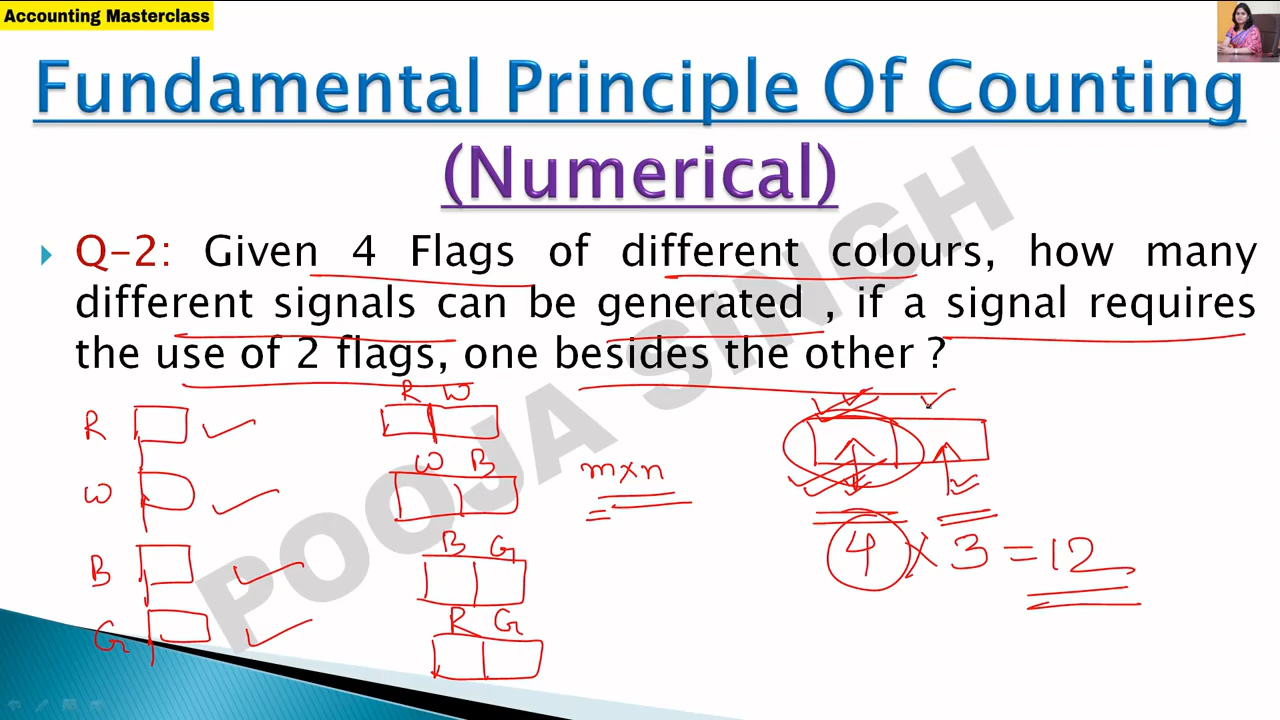 Accounting Masterclass
Fundamental Principle Of Counting
(Numerical)
Q-2: Given 4 Flags of different colours, how many
different signals can be generated , if a signal requires
the use of 2 flags, one besides the other ?
POOJA SINGH
R
W
B
G
R W
W B
B G
R G
m×n
=
4 × 3 = 12